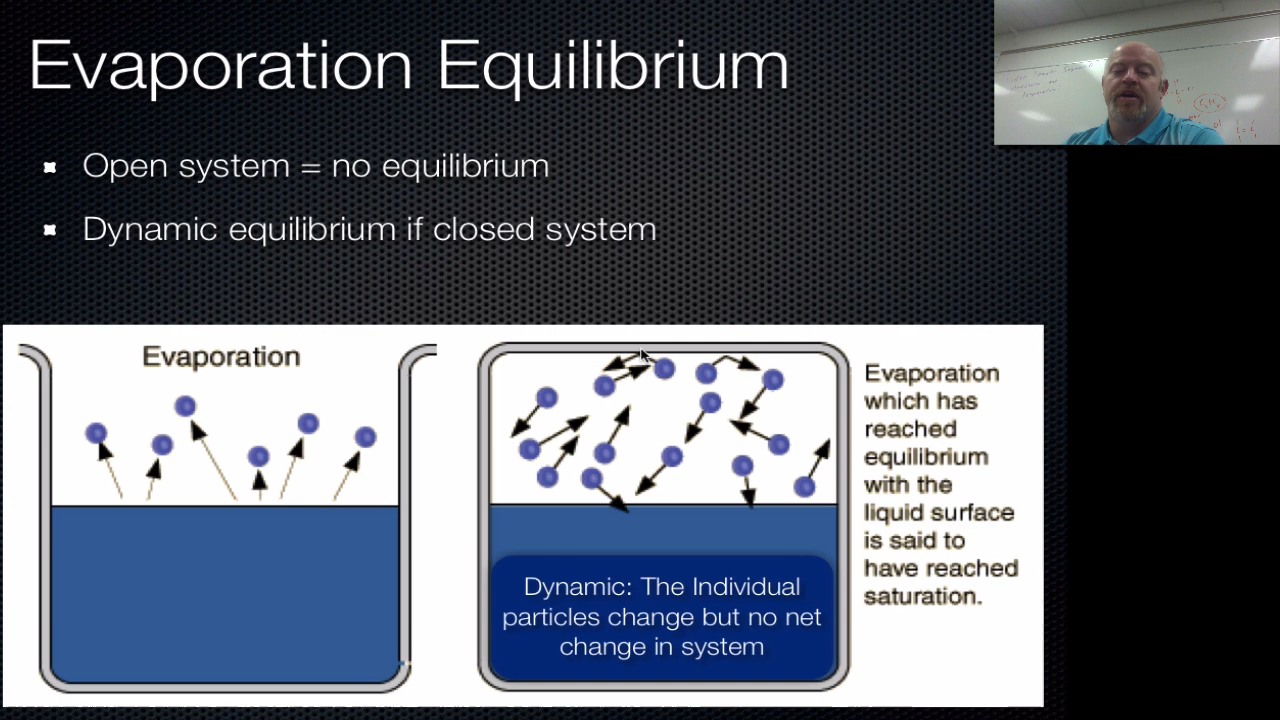 Evaporation Equilibrium
Open system = no equilibrium
Dynamic equilibrium if closed system
Evaporation
Evaporation
which has
reached
equilibrium
with the
liquid surface
is said to
have reached
saturation.
Dynamic: The Individual
particles change but no net
change in system